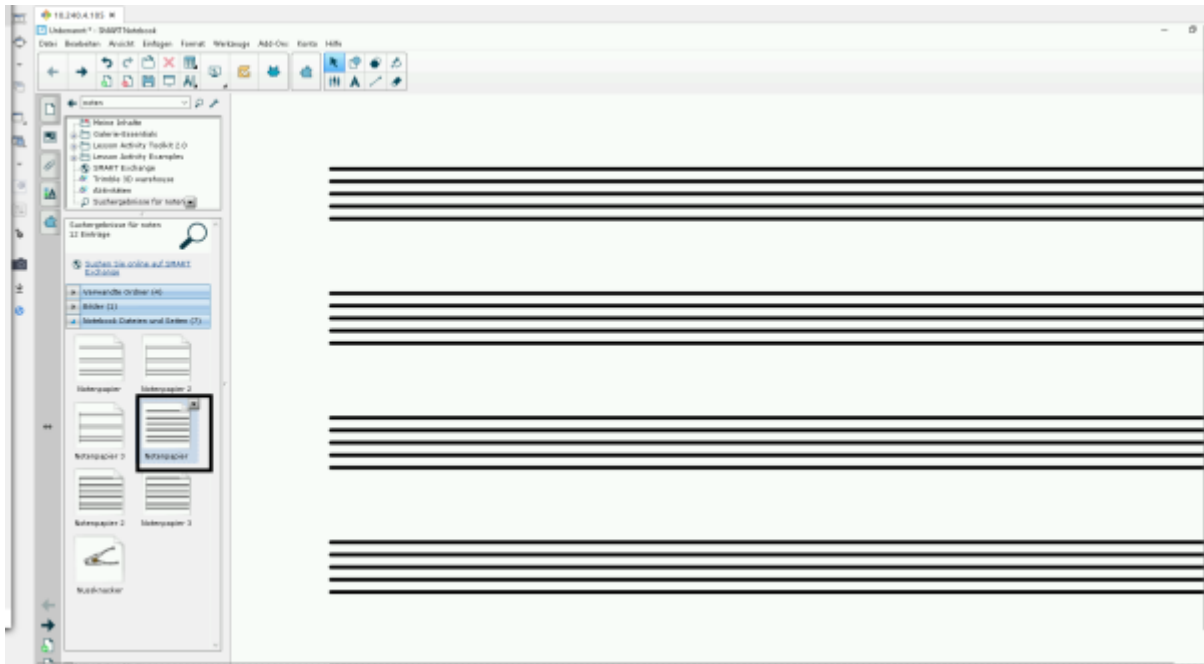 10.240.4.105
Unbenannt* - SMART Notebook
Datei Bearbeiten Ansicht Einfügen Format Werkzeuge Add-Ons Konto Hilfe
noten
Meine Inhalte
Galerie-Essentials
Lesson Activity Toolkit 2.0
Lesson Activity Examples
SMART Exchange
Trimble 3D warehouse
Aktivitäten
Suchergebnisse für noten
Suchergebnisse für noten
12 Einträge
Suchen Sie online auf SMART
Exchange
Verwandte Ordner (4)
Bilder (1)
Notebook Dateien und Seiten (7)
Notenpapier Notenpapier 2
Notenpapier 3 Notenpapier
Notenpapier 2 Notenpapier 3
Nussknacker